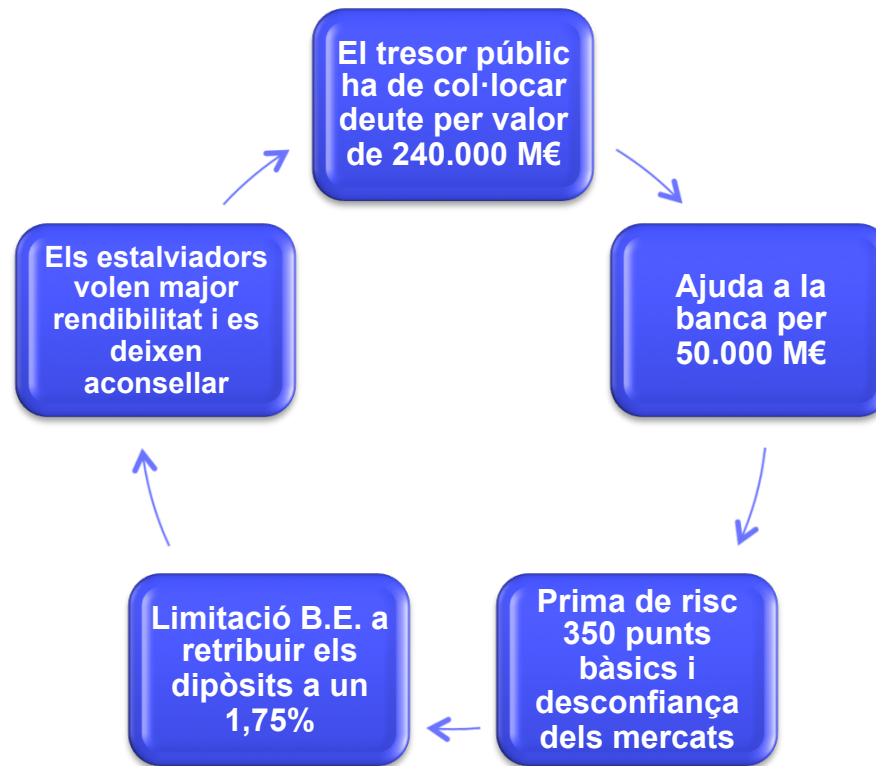 El tresor públic
ha de col·locar
deute per valor
de 240.000 M€
Ajuda a la
banca per
50.000 M€
Prima de risc
350 punts
bàsics i
desconfiança
dels mercats
Limitació B.E. a
retribuir els
dipòsits a un
1,75%
Els estalviadors
volen major
rendibilitat i es
deixen
aconsellar